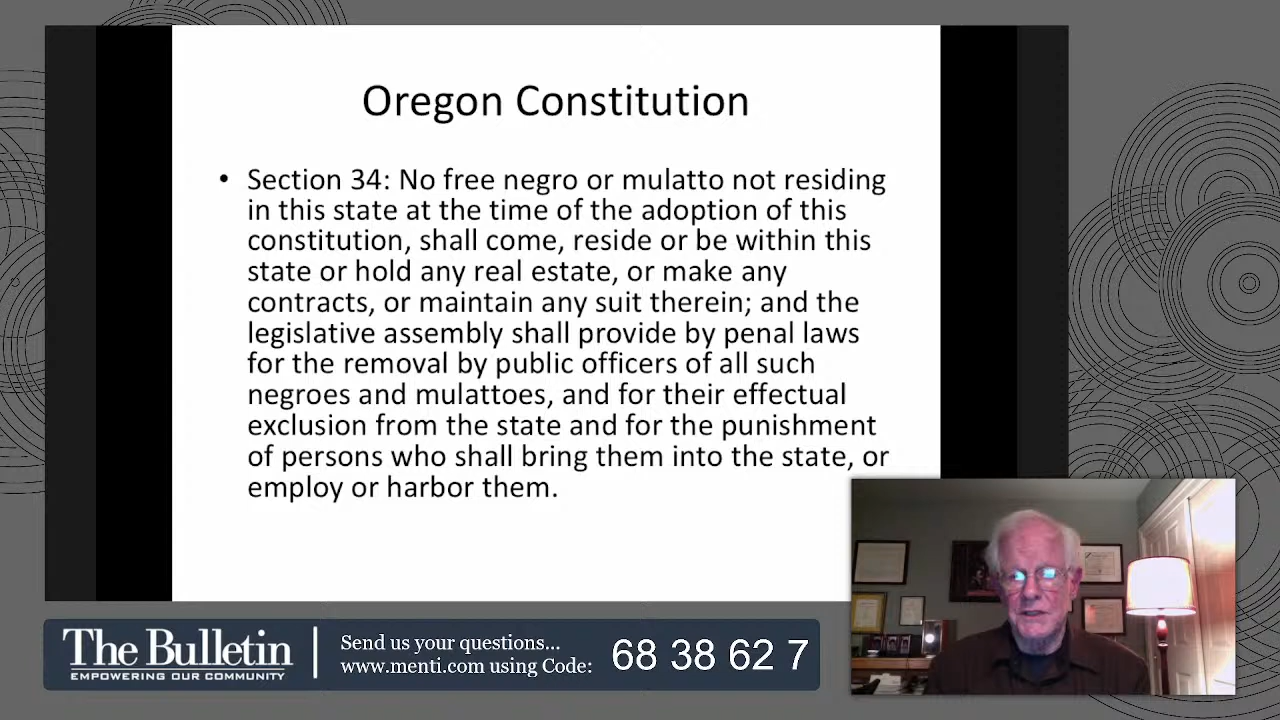 Oregon Constitution
• Section 34: No free negro or mulatto not residing
in this state at the time of the adoption of this
constitution, shall come, reside or be within this
state or hold any real estate, or make any
contracts, or maintain any suit therein; and the
legislative assembly shall provide by penal laws
for the removal by public officers of all such
negroes and mulattoes, and for their effectual
exclusion from the state and for the punishment
of persons who shall bring them into the state, or
employ or harbor them.
The Bulletin
EMPOWERING OUR COMMUNITY
Send us your questions...
www.menti.com using Code:
68 38 62 7